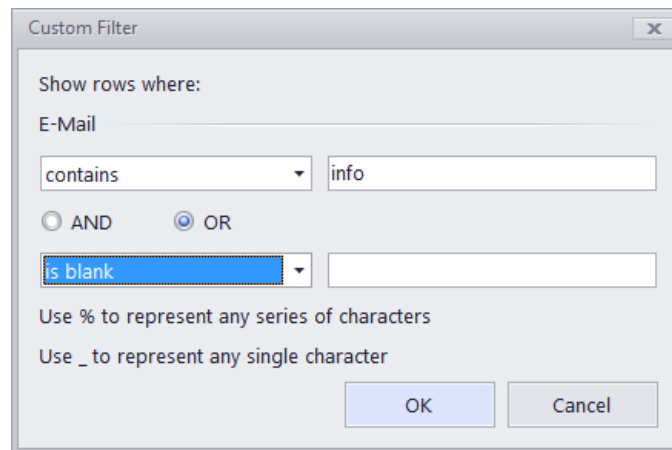 Custom Filter
Show rows where:
E-Mail
contains info
AND OR
is blank
Use % to represent any series of characters
Use _ to represent any single character
OK Cancel